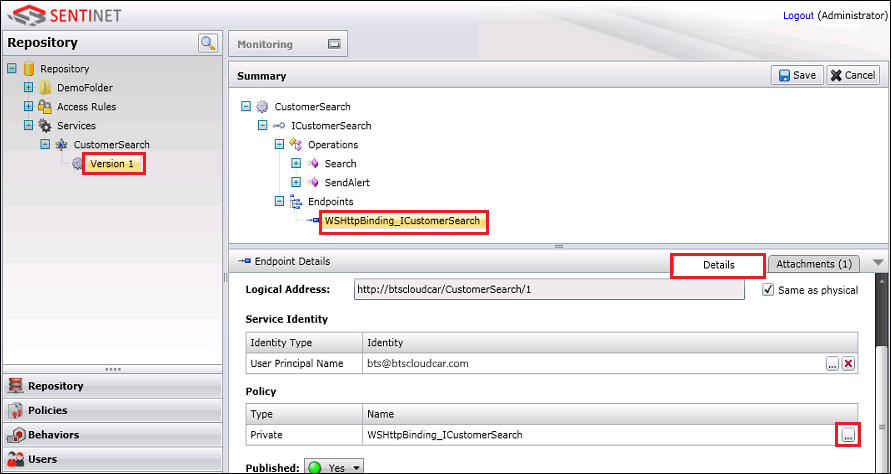 SENTINET
Logout (Administrator)
Repository
Monitoring
Summary
Save
Cancel
Repository
DemoFolder
Access Rules
Services
CustomerSearch
Version 1
CustomerSearch
ICustomerSearch
Operations
Search
SendAlert
Endpoints
WSHttpBinding_ICustomerSearch
Endpoint Details
Details
Attachments (1)
Logical Address:
http://btscloudcar/CustomerSearch/1
Same as physical
Service Identity
Identity Type
Identity
User Principal Name
bts@btscloudcar.com
...
Policy
Type
Name
Private
WSHttpBinding_ICustomerSearch
...
Published:
Yes
Repository
Policies
Behaviors
Users